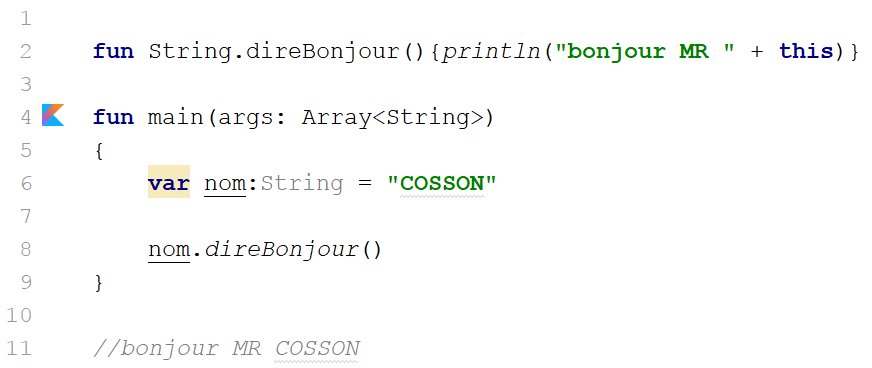 1
2 fun String.direBonjour(){println("bonjour MR " + this)}
3
4 fun main(args: Array<String>)
5 {
6 var nom:String = "COSSON"
7
8 nom.direBonjour()
9 }
10
11 //bonjour MR COSSON